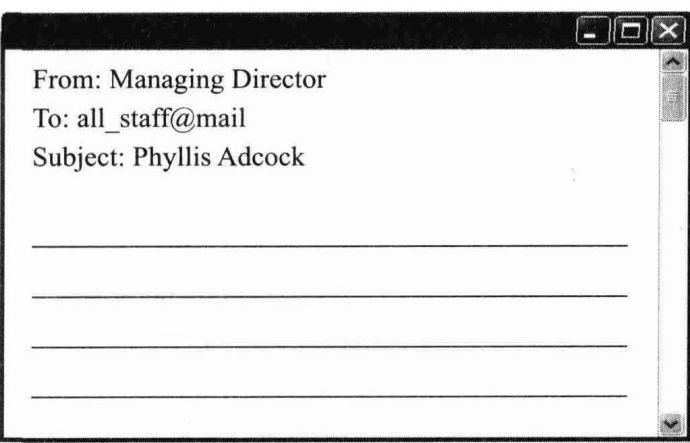 From: Managing Director
To: all_staff@mail
Subject: Phyllis Adcock